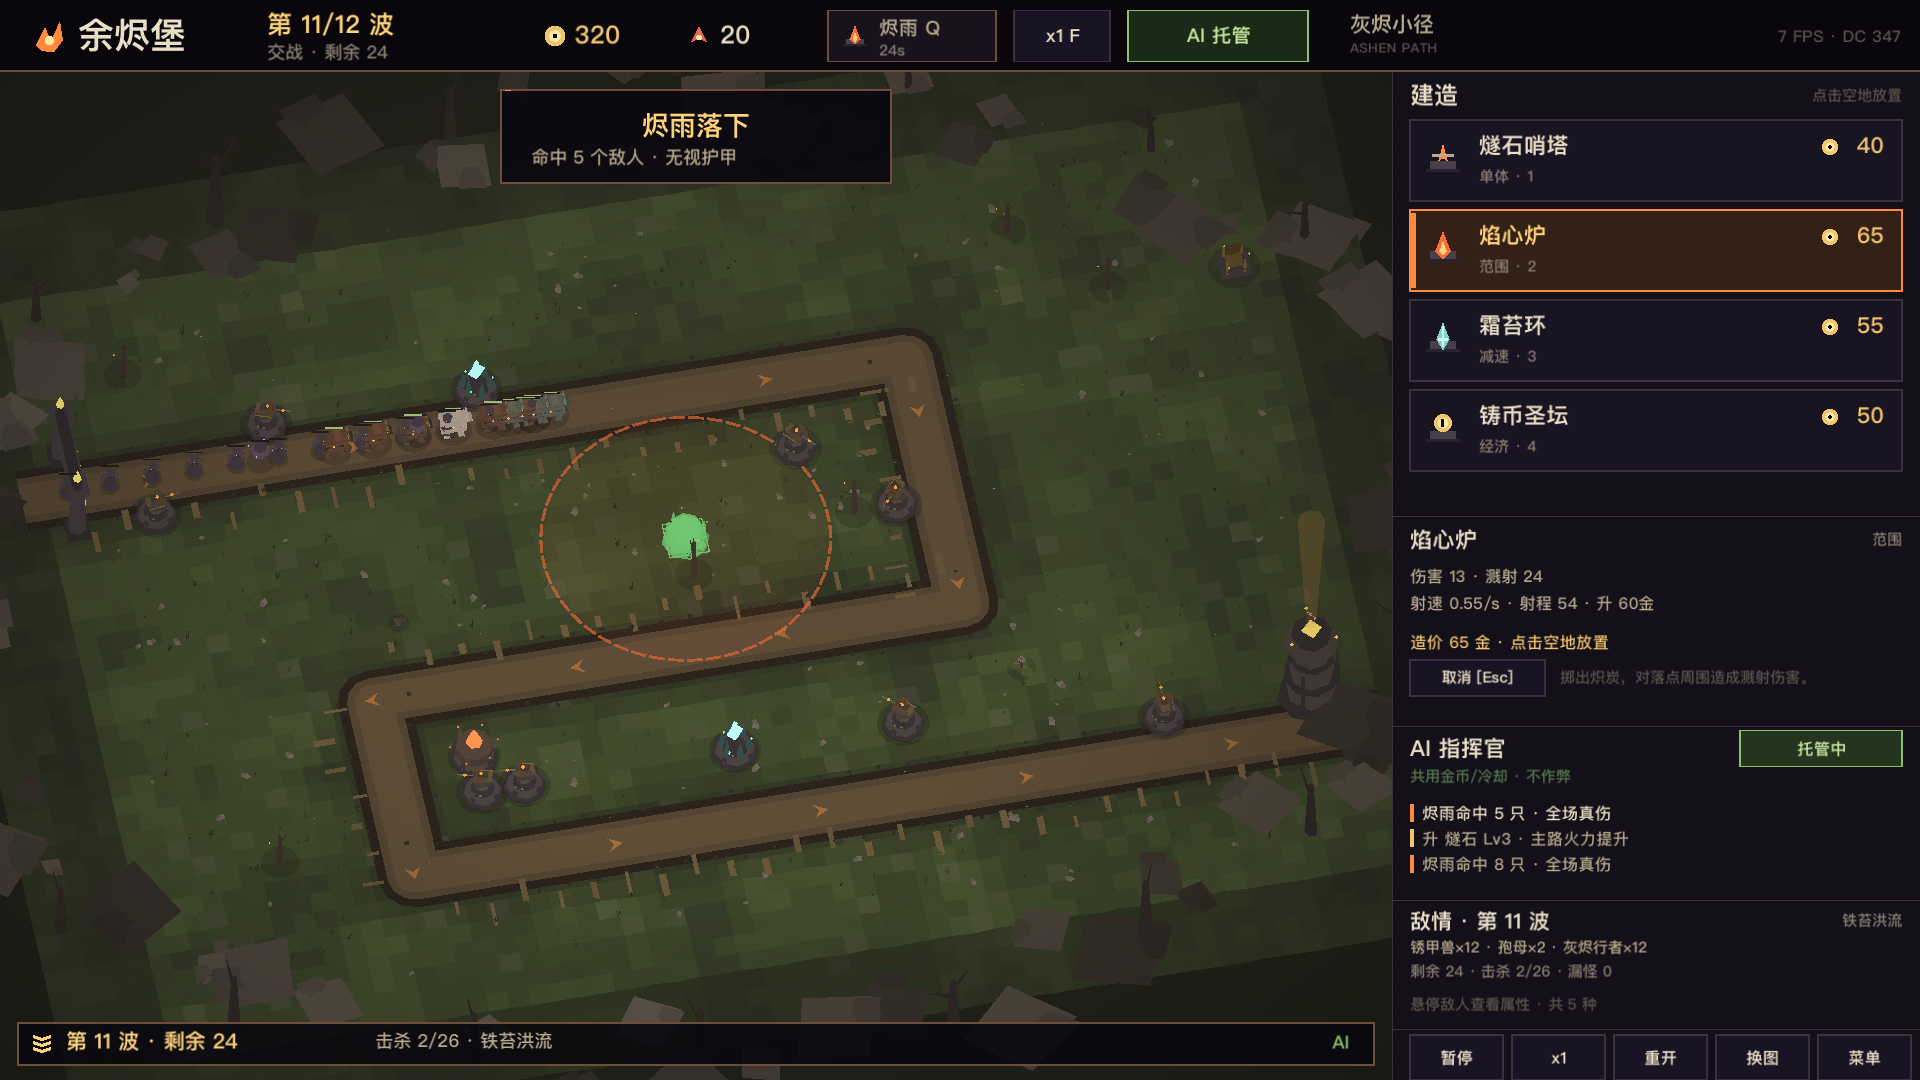 余烬堡
第 11/12 波
交战 · 剩余 24
320
20
烬雨 Q
24s
x1 F
AI 托管
灰烬小径
ASHEN PATH
7 FPS · DC 347
烬雨落下
命中 5 个敌人 · 无视护甲
建造
点击空地放置
燧石哨塔
40
单体 · 1
焰心炉
65
范围 · 2
霜苔环
55
减速 · 3
铸币圣坛
50
经济 · 4
焰心炉
范围
伤害 13 · 溅射 24
射速 0.55/s · 射程 54 · 升 60金
造价 65 金 · 点击空地放置
取消 [Esc]
掷出炽炭，对落点周围造成溅射伤害。
AI 指挥官
托管中
共用金币/冷却 · 不作弊
烬雨命中 5 只 · 全场真伤
升 燧石 Lv3 · 主路火力提升
烬雨命中 8 只 · 全场真伤
敌情 · 第 11 波
铁苔洪流
锈甲兽×12 · 孢母×2 · 灰烬行者×12
剩余 24 · 击杀 2/26 · 漏怪 0
悬停敌人查看属性 · 共 5 种
第 11 波 · 剩余 24
击杀 2/26 · 铁苔洪流
AI
暂停
x1
重开
换图
菜单